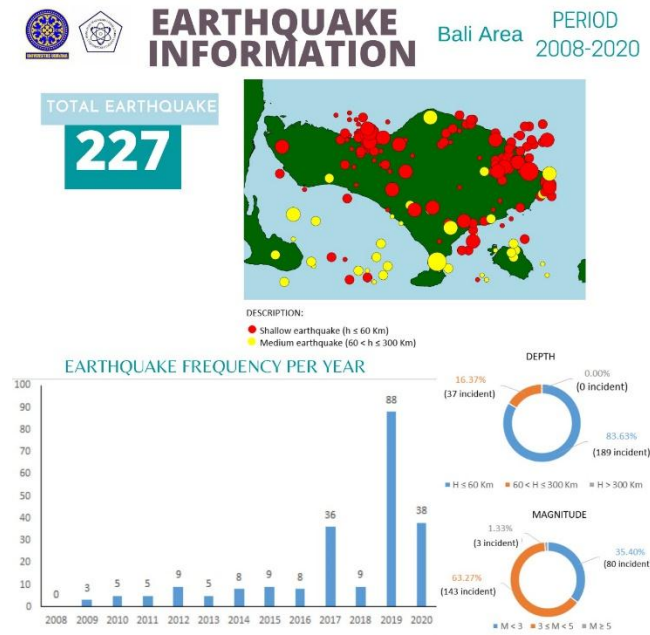 EARTHQUAKE
INFORMATION
Bali Area
PERIOD
2008-2020
TOTAL EARTHQUAKE
227
DESCRIPTION:
Shallow earthquake (h ≤ 60 Km)
Medium earthquake (60 < h ≤ 300 Km)
EARTHQUAKE FREQUENCY PER YEAR
100
90
80
70
60
50
40
30
20
10
0
0
3
5
5
9
5
8
9
8
36
9
88
38
2008 2009 2010 2011 2012 2013 2014 2015 2016 2017 2018 2019 2020
DEPTH
16.37%
(37 incident)
0.00%
(0 incident)
83.63%
(189 incident)
H ≤ 60 Km 60 < H ≤ 300 Km H > 300 Km
MAGNITUDE
1.33%
(3 incident)
35.40%
(80 incident
63.27%
(143 incident)
M < 3 3 ≤ M < 5 M ≥ 5